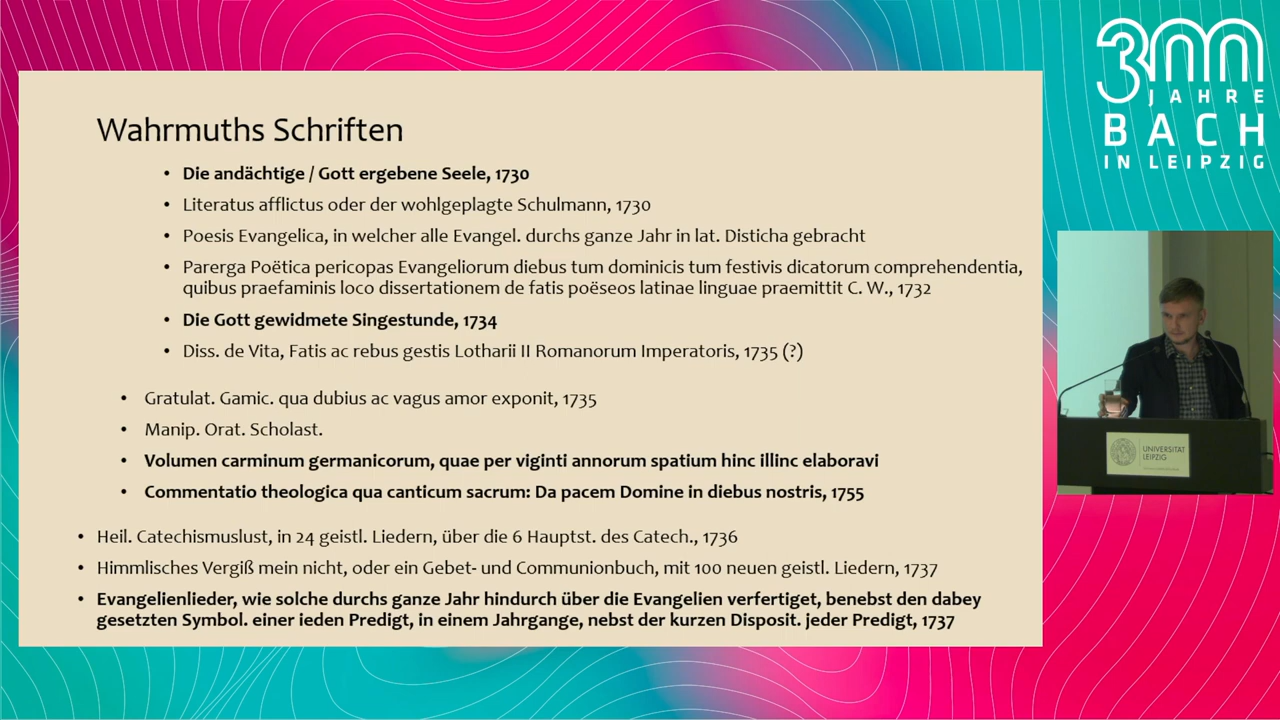 300
JAHRE
BACH
IN LEIPZIG
Wahrmuths Schriften
• Die andächtige / Gott ergebene Seele, 1730
• Literatus afflictus oder der wohlgeplagte Schulmann, 1730
• Poesis Evangelica, in welcher alle Evangel. durchs ganze Jahr in lat. Disticha gebracht
• Parerga Poëtica pericopas Evangeliorum diebus tum dominicis tum festivis dicatorum comprehendentia,
quibus praefaminis loco dissertationem de fatis poëseos latinae linguae praemittit C. W., 1732
• Die Gott gewidmete Singestunde, 1734
• Diss. de Vita, Fatis ac rebus gestis Lotharii II Romanorum Imperatoris, 1735 (?)
• Gratulat. Gamic. qua dubius ac vagus amor exponit, 1735
• Manip. Orat. Scholast.
• Volumen carminum germanicorum, quae per viginti annorum spatium hinc illinc elaboravi
• Commentatio theologica qua canticum sacrum: Da pacem Domine in diebus nostris, 1755
• Heil. Catechismuslust, in 24 geistl. Liedern, über die 6 Hauptst. des Catech., 1736
• Himmlisches Vergiß mein nicht, oder ein Gebet- und Communionbuch, mit 100 neuen geistl. Liedern, 1737
• Evangelienlieder, wie solche durchs ganze Jahr hindurch über die Evangelien verfertiget, benebst den dabey
gesetzten Symbol. einer ieden Predigt, in einem Jahrgange, nebst der kurzen Disposit. jeder Predigt, 1737
UNIVERSITÄT
LEIPZIG